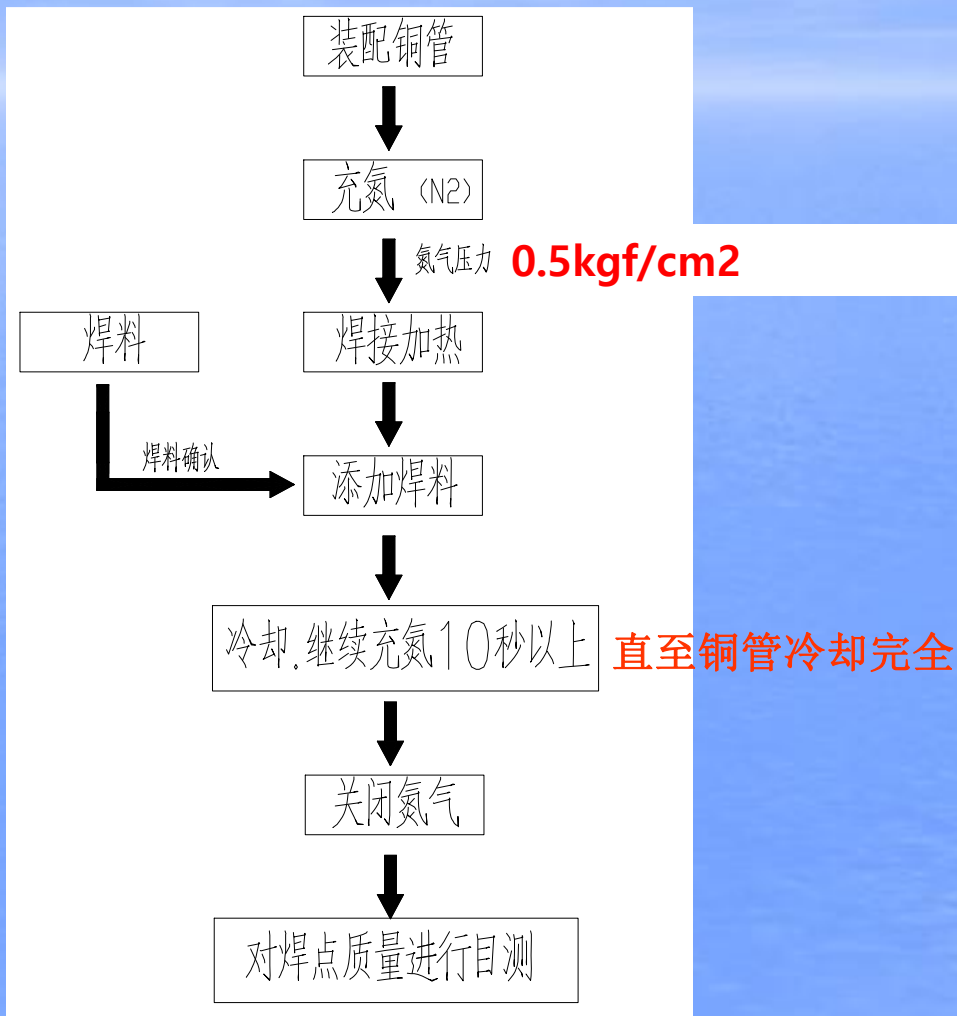 装配铜管
充氮 (N2)
氮气压力 0.5kgf/cm2
焊料
焊接加热
焊料确认
添加焊料
冷却.继续充氮10秒以上 直至铜管冷却完全
关闭氮气
对焊点质量进行目测